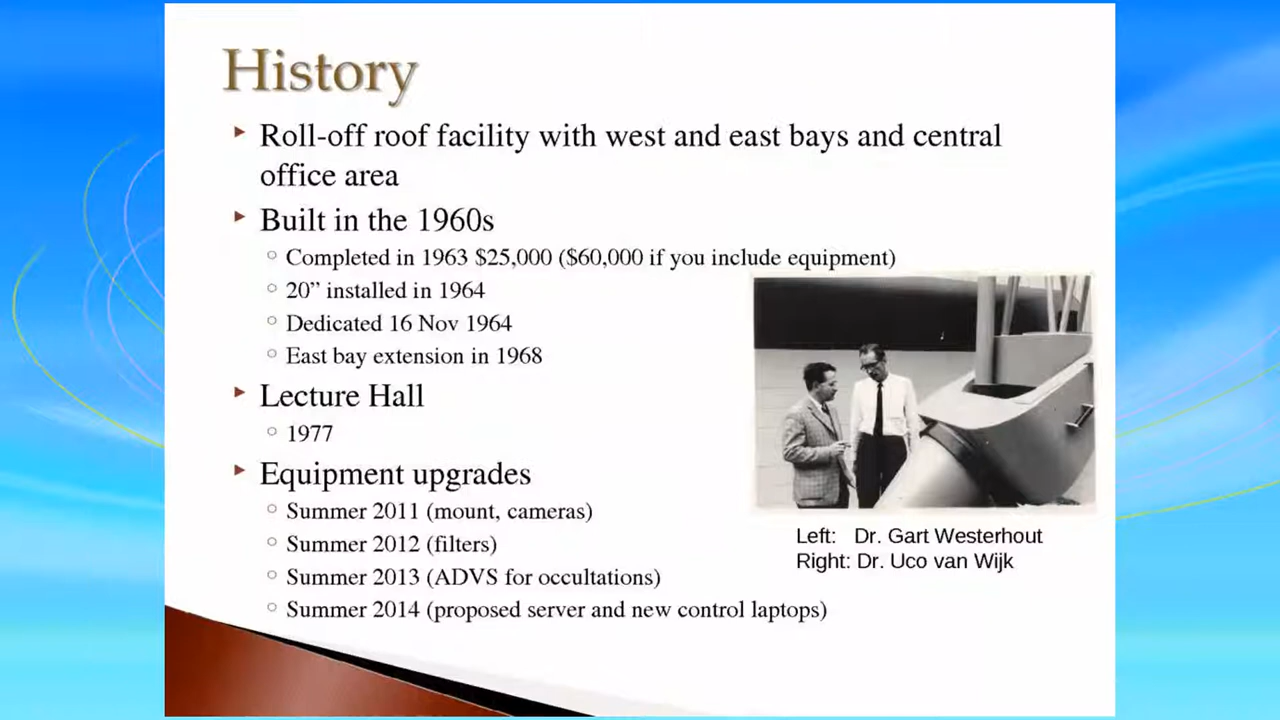 History
Roll-off roof facility with west and east bays and central
office area
Built in the 1960s
Completed in 1963 $25,000 ($60,000 if you include equipment)
20” installed in 1964
Dedicated 16 Nov 1964
East bay extension in 1968
Lecture Hall
1977
Equipment upgrades
Summer 2011 (mount, cameras)
Summer 2012 (filters)
Summer 2013 (ADVS for occultations)
Summer 2014 (proposed server and new control laptops)
Left: Dr. Gart Westerhout
Right: Dr. Uco van Wijk